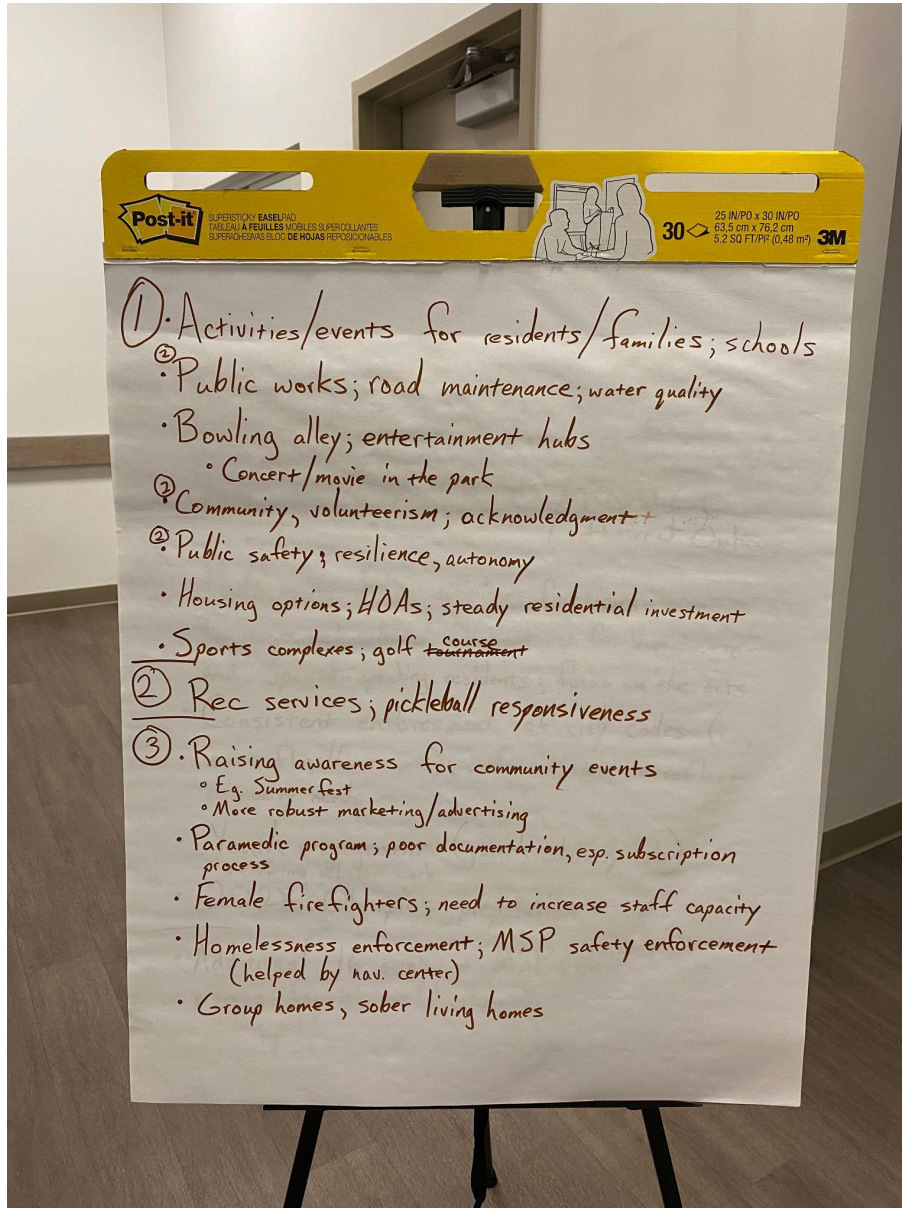 Post-it
SUPERSTICKY EASELPAD
TABLEAU À FEUILLES MOBILES SUPERCOLLANTES
SUPERADHESIVAS BLOC DE HOJAS REPOSICIONABLES
30
25 IN/PO x 30 IN/PO
63,5 cm x 76,2 cm
5.2 SQ FT/PI² (0,48 m²)
3M
① · Activities/events for residents/families; schools
② · Public works; road maintenance; water quality
· Bowling alley; entertainment hubs
° Concert/movie in the park
② · Community, volunteerism; acknowledgment
② · Public safety; resilience, autonomy
· Housing options; HOAs; steady residential investment
· Sports complexes; golf tournament course
② Rec services; pickleball responsiveness
③ · Raising awareness for community events
° E.g. Summerfest
° More robust marketing/advertising
· Paramedic program; poor documentation, esp. subscription
process
· Female firefighters; need to increase staff capacity
· Homelessness enforcement; MSP safety enforcement
(helped by nav. center)
· Group homes, sober living homes